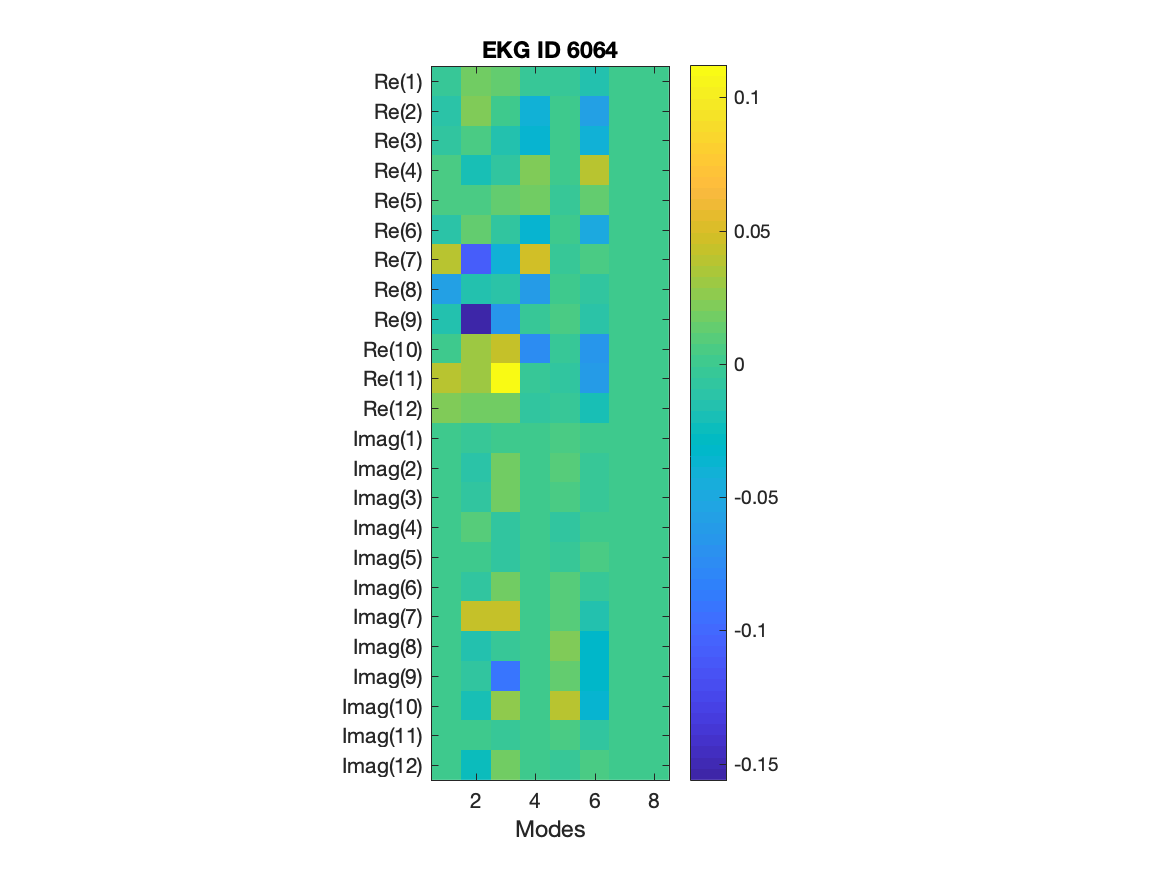 EKG ID 6064
Re(1)
Re(2)
Re(3)
Re(4)
Re(5)
Re(6)
Re(7)
Re(8)
Re(9)
Re(10)
Re(11)
Re(12)
Imag(1)
Imag(2)
Imag(3)
Imag(4)
Imag(5)
Imag(6)
Imag(7)
Imag(8)
Imag(9)
Imag(10)
Imag(11)
Imag(12)
2 4 6 8
Modes
0.1
0.05
0
-0.05
-0.1
-0.15